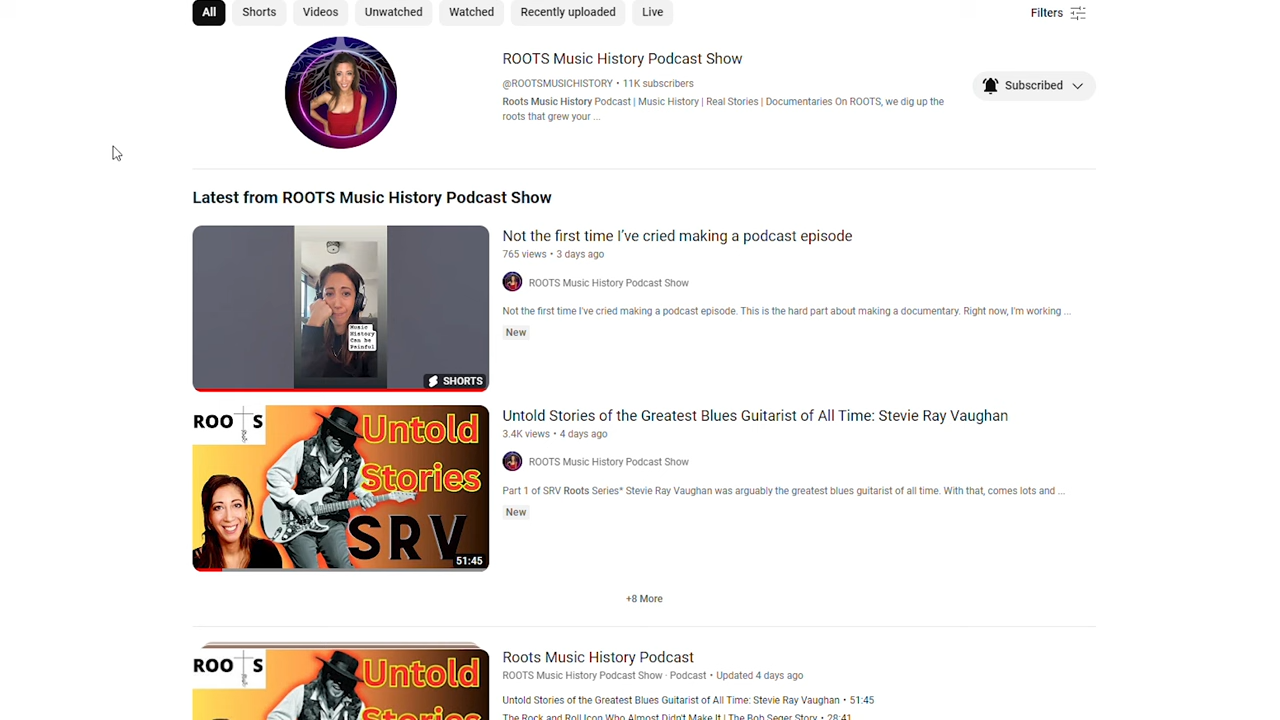 All Shorts Videos Unwatched Watched Recently uploaded Live Filters
ROOTS Music History Podcast Show
@ROOTSMUSICHISTORY • 11K subscribers
Subscribed
Roots Music History Podcast | Music History | Real Stories | Documentaries On ROOTS, we dig up the
roots that grew your ...
Latest from ROOTS Music History Podcast Show
Music
History
Can be
Painful
SHORTS
Not the first time I've cried making a podcast episode
765 views • 3 days ago
ROOTS Music History Podcast Show
Not the first time I've cried making a podcast episode. This is the hard part about making a documentary. Right now, I'm working ...
New
ROOTS
Untold
Stories
SRV
51:45
Untold Stories of the Greatest Blues Guitarist of All Time: Stevie Ray Vaughan
3.4K views • 4 days ago
ROOTS Music History Podcast Show
Part 1 of SRV Roots Series* Stevie Ray Vaughan was arguably the greatest blues guitarist of all time. With that, comes lots and ...
New
+8 More
ROOTS
Untold
Stories
Roots Music History Podcast
ROOTS Music History Podcast Show · Podcast • Updated 4 days ago
Untold Stories of the Greatest Blues Guitarist of All Time: Stevie Ray Vaughan • 51:45
The Rock and Roll Icon Who Almost Didn't Make It | The Bob Seger Story • 28:41